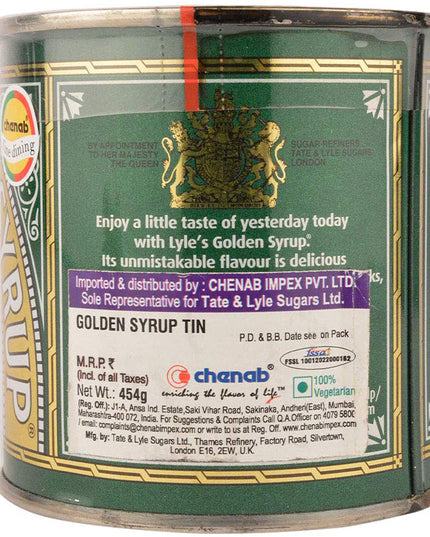 chenab
fine dining
SYRUP
®
BY APPOINTMENT
TO HER MAJESTY
THE QUEEN
SUGAR REFINERS
TATE & LYLE SUGARS
LONDON
Enjoy a little taste of yesterday today
with Lyle's Golden Syrup.®
Its unmistakable flavour is delicious
ks,
Imported & distributed by : CHENAB IMPEX PVT. LTD.
Sole Representative for Tate & Lyle Sugars Ltd.
GOLDEN SYRUP TIN
P.D. & B.B. Date see on Pack
fssai
FSSL 10012022000162
M.R.P. ₹
(Incl. of all Taxes)
Net Wt.: 454g
chenab
enriching the flavor of life™
100%
Vegetarian
lp/
(Reg. Off.: J1-A, Ansa Ind. Estate, Saki Vihar Road, Sakinaka, Andheri(East), Mumbai,
Maharashtra-400 072, India. For Suggestions & Complaints Call Q.A.Officer on 4079 5806
/ email: complaints@chenabimpex.com or write to us at Reg. Off. www.chenabimpex.com
Mfg. by: Tate & Lyle Sugars Ltd., Thames Refinery, Factory Road, Silvertown,
London E16, 2EW, U.K.